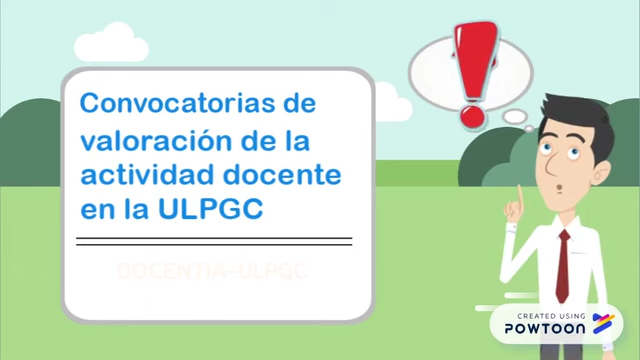 Convocatorias de
valoración de la
actividad docente
en la ULPGC
DOCENTIA-ULPGC
CREATED USING
POWTOON